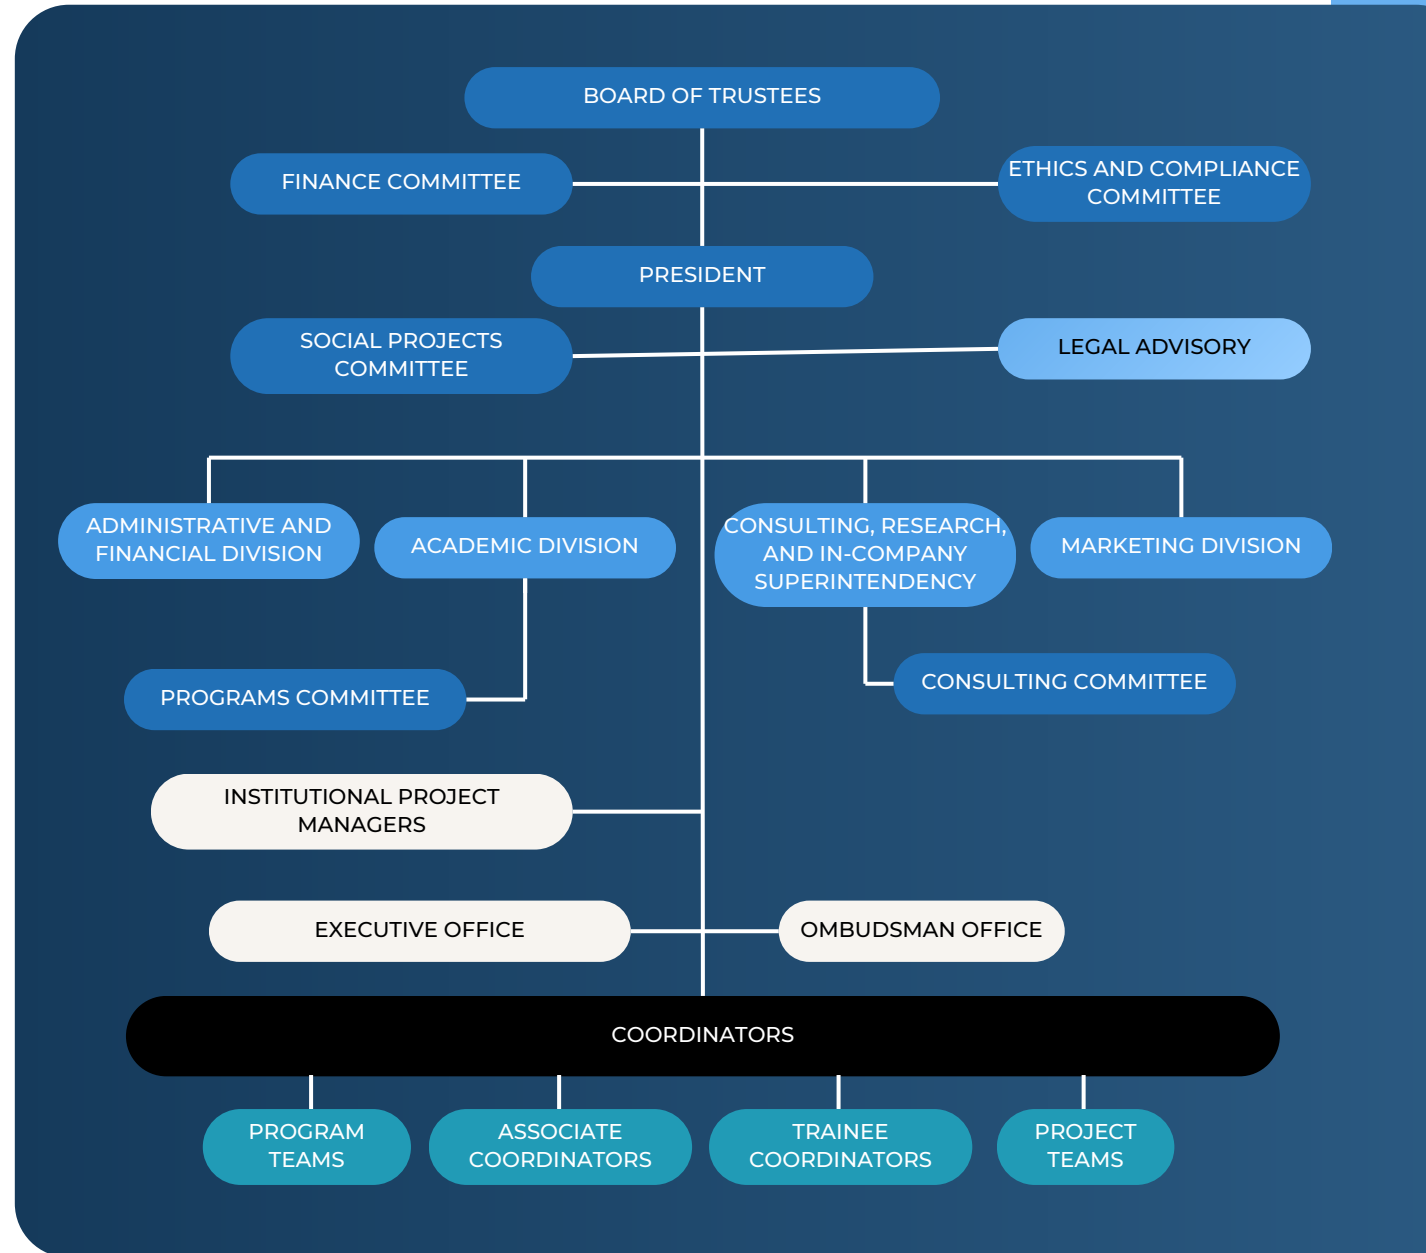 BOARD OF TRUSTEES
FINANCE COMMITTEE
ETHICS AND COMPLIANCE
COMMITTEE
PRESIDENT
SOCIAL PROJECTS
COMMITTEE
LEGAL ADVISORY
ADMINISTRATIVE AND
FINANCIAL DIVISION
ACADEMIC DIVISION
CONSULTING, RESEARCH,
AND IN-COMPANY
SUPERINTENDENCY
MARKETING DIVISION
PROGRAMS COMMITTEE
CONSULTING COMMITTEE
INSTITUTIONAL PROJECT
MANAGERS
EXECUTIVE OFFICE
OMBUDSMAN OFFICE
COORDINATORS
PROGRAM
TEAMS
ASSOCIATE
COORDINATORS
TRAINEE
COORDINATORS
PROJECT
TEAMS